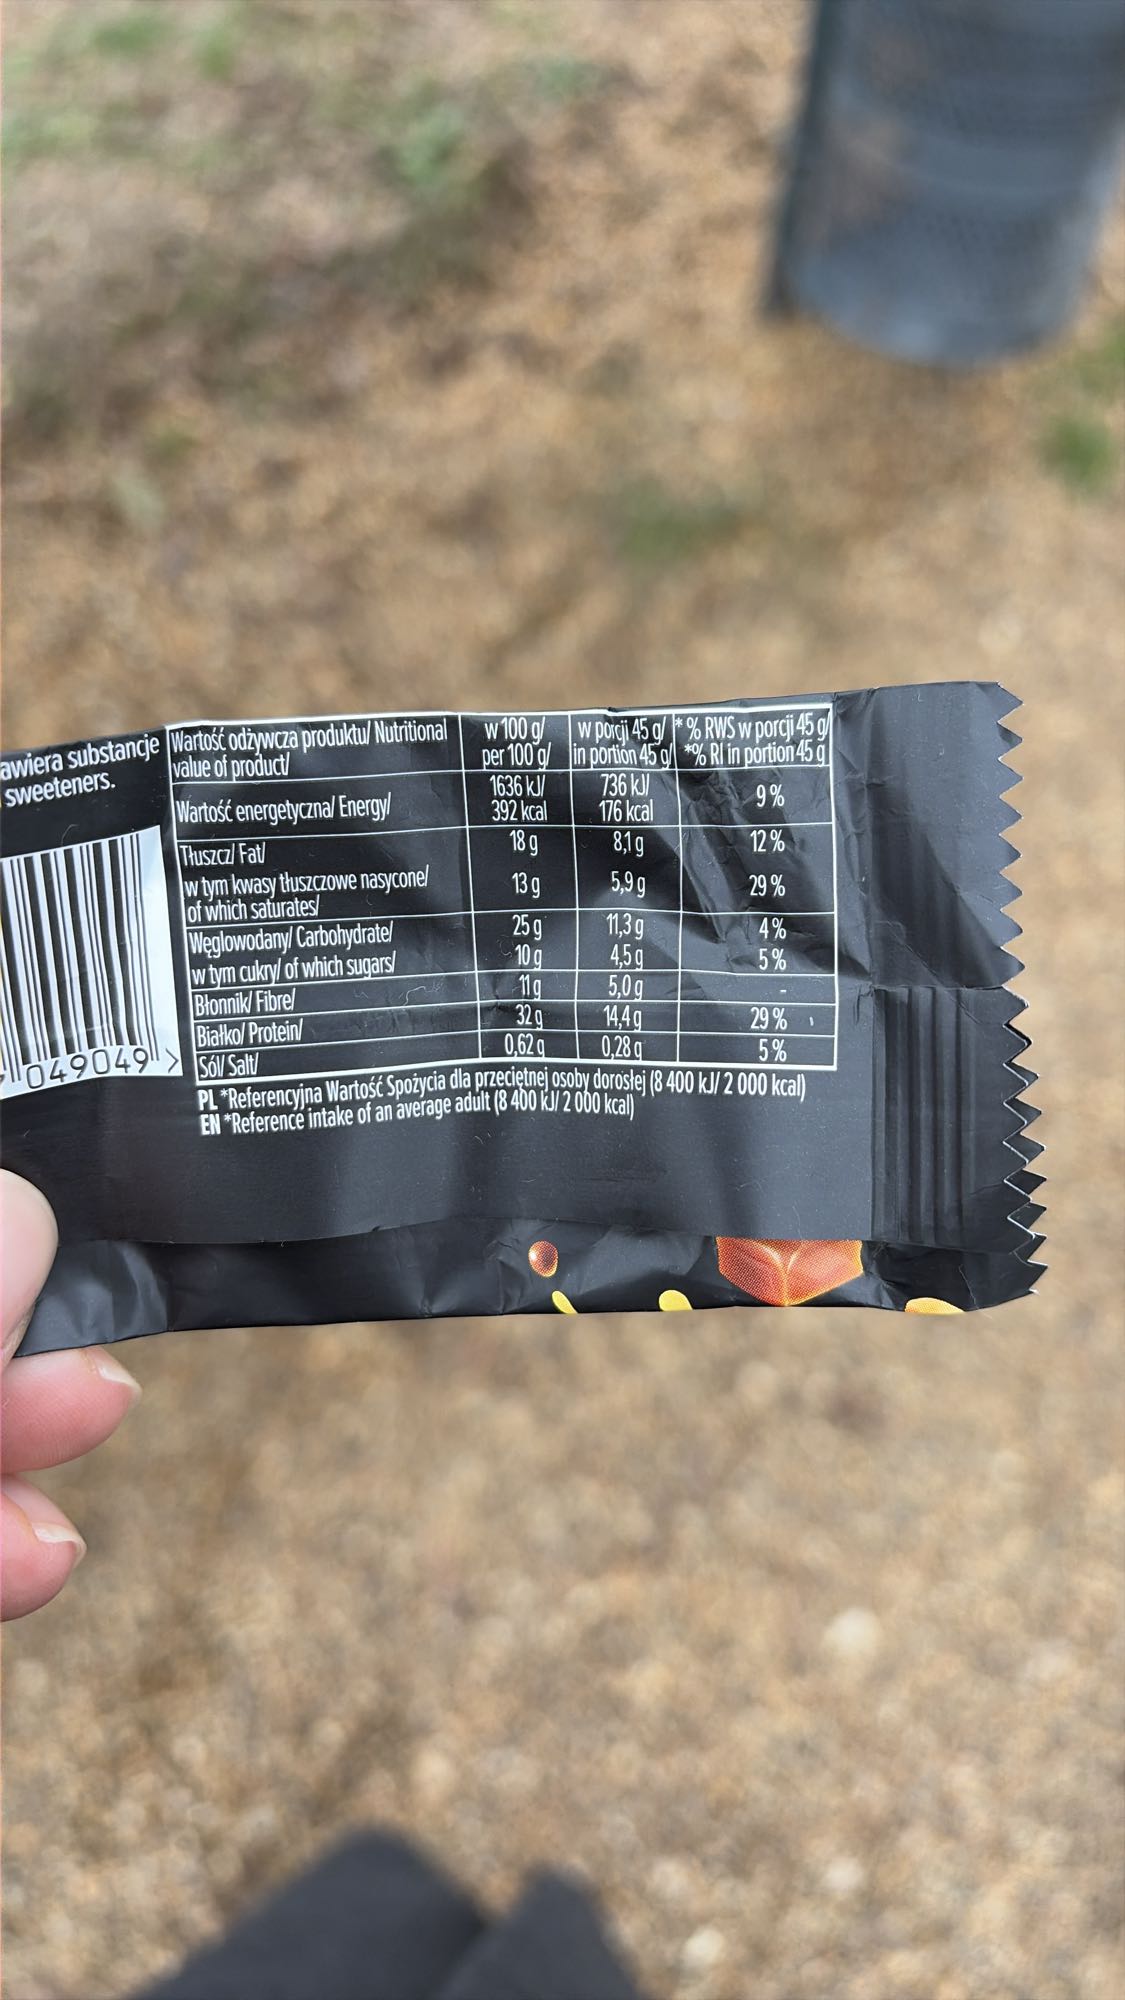 awiera substancje
sweeteners.
049049 >
Wartość odżywcza produktu/ Nutritional value of product/ w 100 g/ per 100 g/ w porcji 45 g/ in portion 45 g/ * % RWS w porcji 45 g/ *% RI in portion 45 g
Wartość energetyczna/ Energy/ 1636 kJ/ 392 kcal 736 kJ/ 176 kcal 9 %
Tłuszcz/ Fat/ 18 g 8,1 g 12 %
w tym kwasy tłuszczowe nasycone/ of which saturates/ 13 g 5,9 g 29 %
Węglowodany/ Carbohydrate/ 25 g 11,3 g 4 %
w tym cukry/ of which sugars/ 10 g 4,5 g 5 %
Błonnik/ Fibre/ 11 g 5,0 g -
Białko/ Protein/ 32 g 14,4 g 29 %
Sól/ Salt/ 0,62 g 0,28 g 5 %
PL *Referencyjna Wartość Spożycia dla przeciętnej osoby dorosłej (8 400 kJ/ 2 000 kcal)
EN *Reference intake of an average adult (8 400 kJ/ 2 000 kcal)